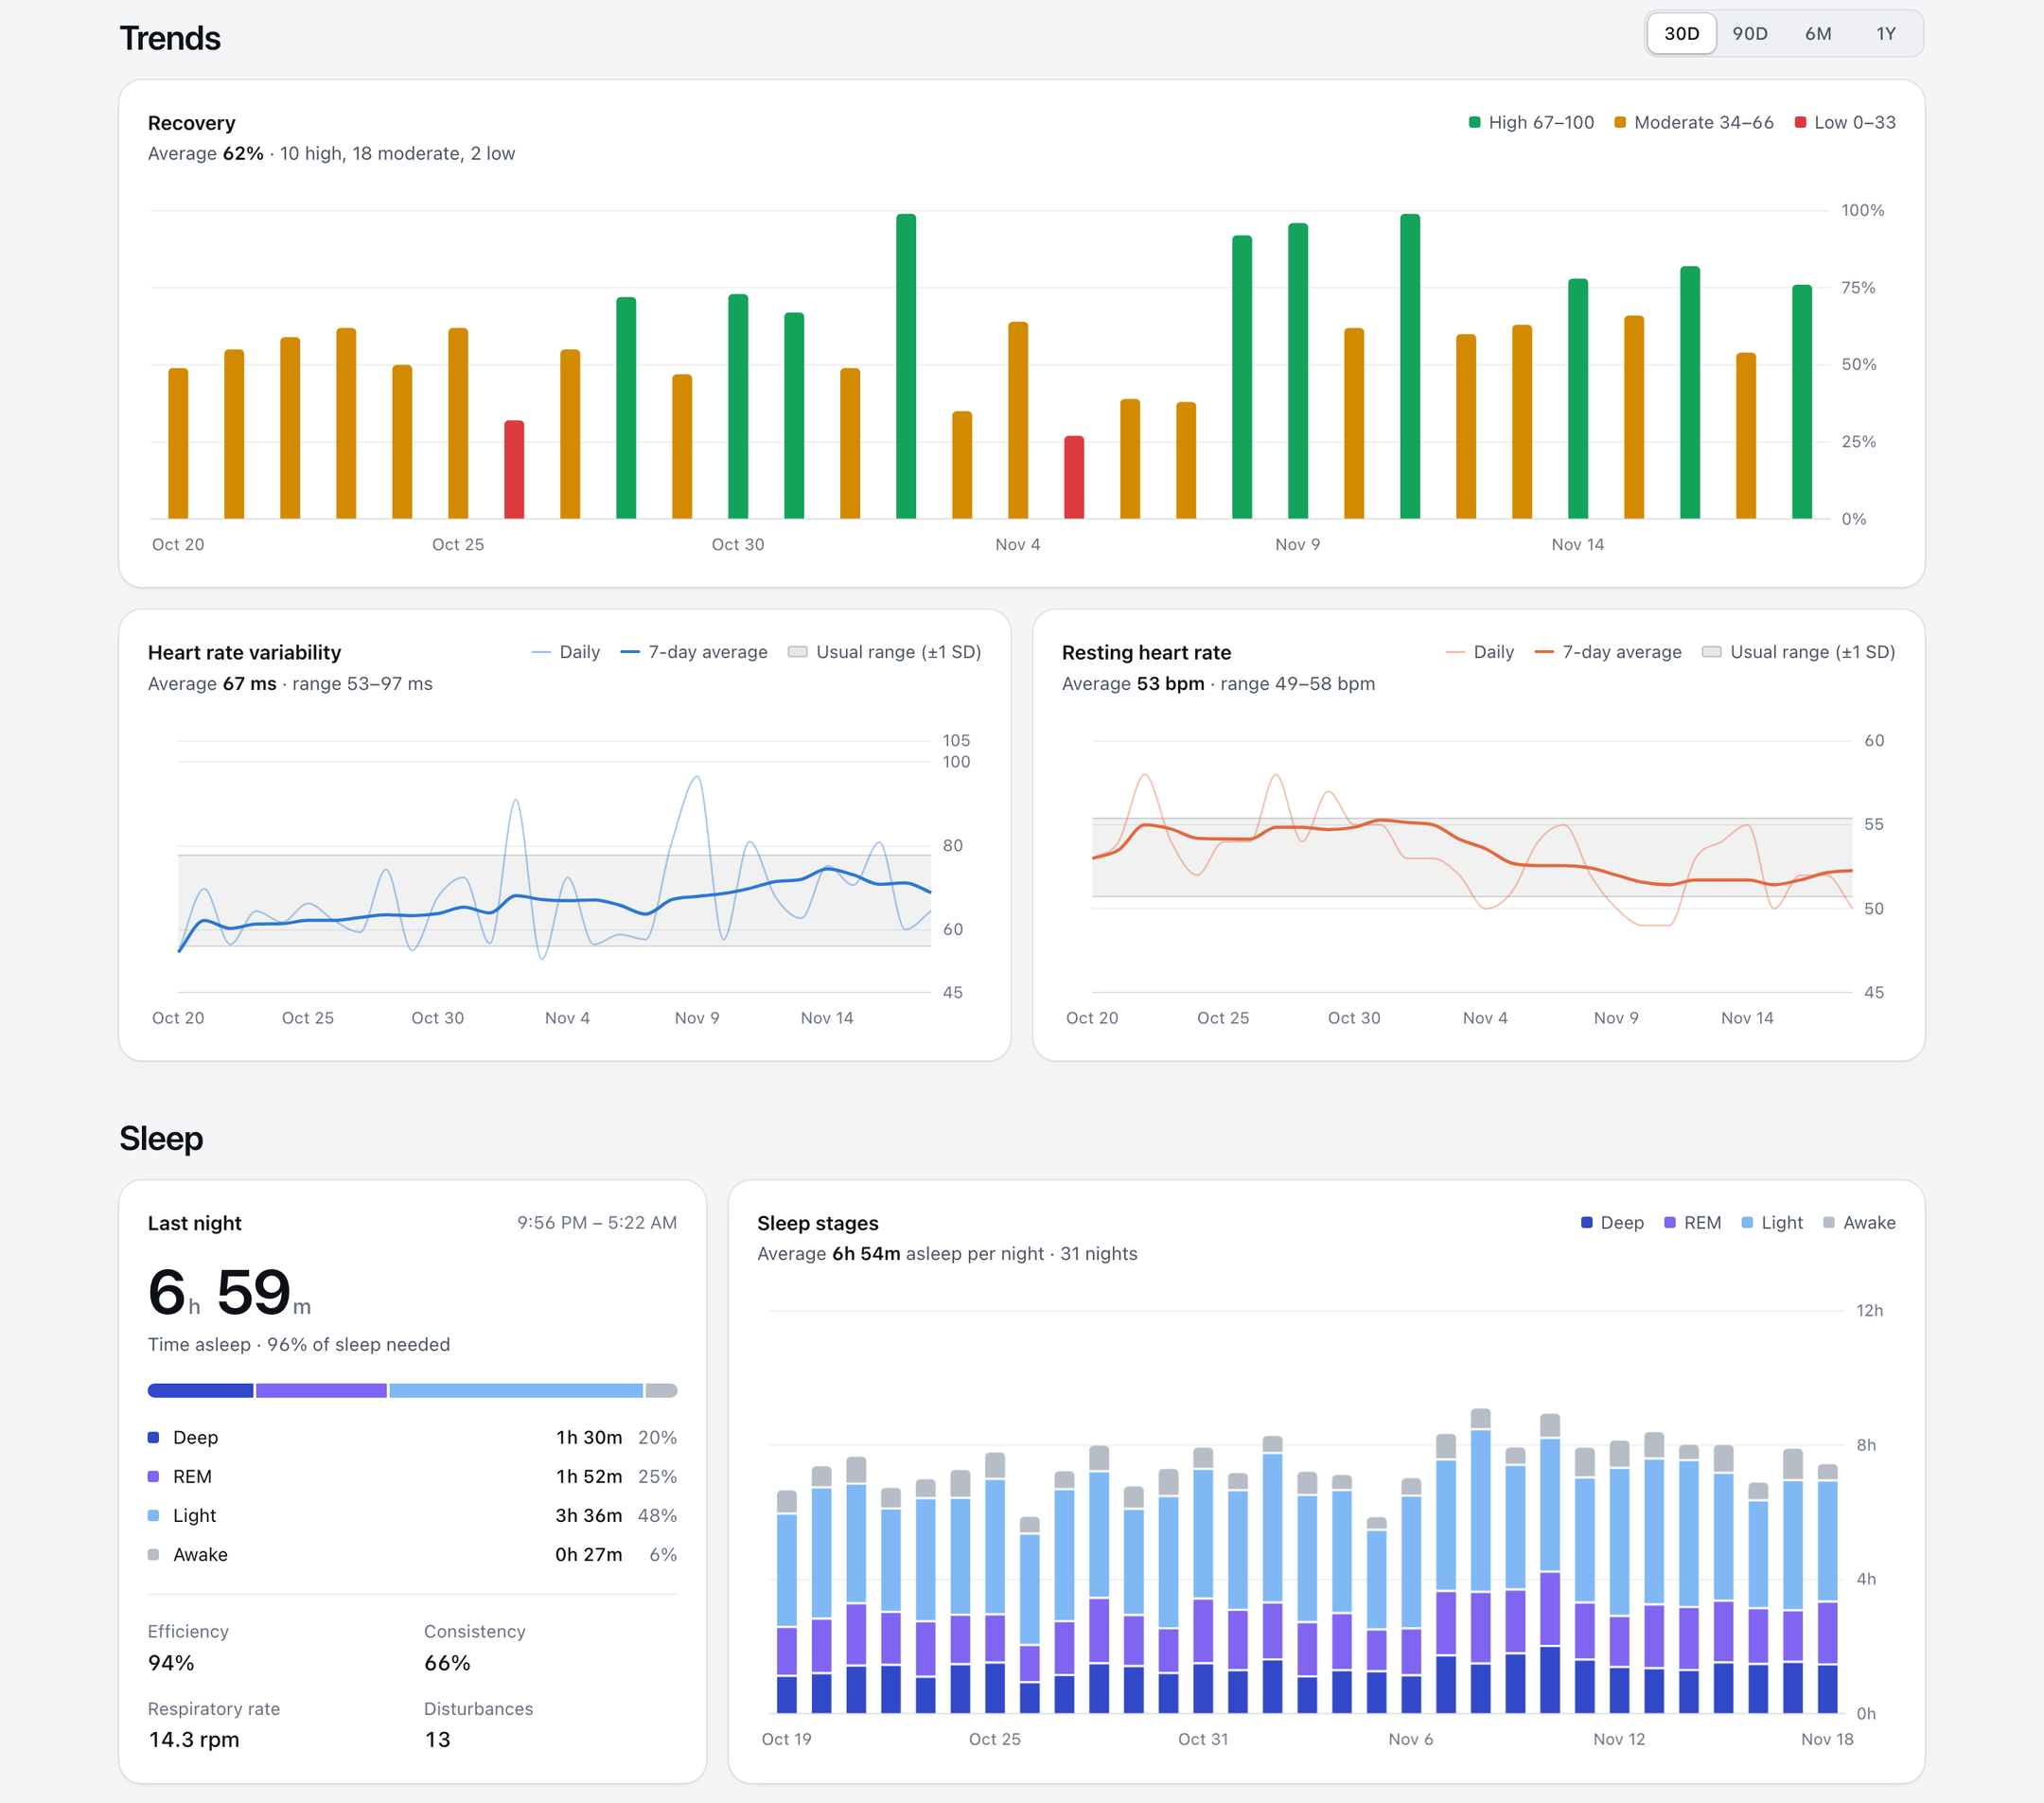 Trends
30D 90D 6M 1Y
Recovery
High 67–100 Moderate 34–66 Low 0–33
Average 62% · 10 high, 18 moderate, 2 low
100%
75%
50%
25%
0%
Oct 20 Oct 25 Oct 30 Nov 4 Nov 9 Nov 14
Heart rate variability
Daily 7-day average Usual range (±1 SD)
Average 67 ms · range 53–97 ms
105
100
80
60
45
Oct 20 Oct 25 Oct 30 Nov 4 Nov 9 Nov 14
Resting heart rate
Daily 7-day average Usual range (±1 SD)
Average 53 bpm · range 49–58 bpm
60
55
50
45
Oct 20 Oct 25 Oct 30 Nov 4 Nov 9 Nov 14
Sleep
Last night
9:56 PM – 5:22 AM
6h 59m
Time asleep · 96% of sleep needed
Deep 1h 30m 20%
REM 1h 52m 25%
Light 3h 36m 48%
Awake 0h 27m 6%
Efficiency Consistency
94% 66%
Respiratory rate Disturbances
14.3 rpm 13
Sleep stages
Deep REM Light Awake
Average 6h 54m asleep per night · 31 nights
12h
8h
4h
0h
Oct 19 Oct 25 Oct 31 Nov 6 Nov 12 Nov 18